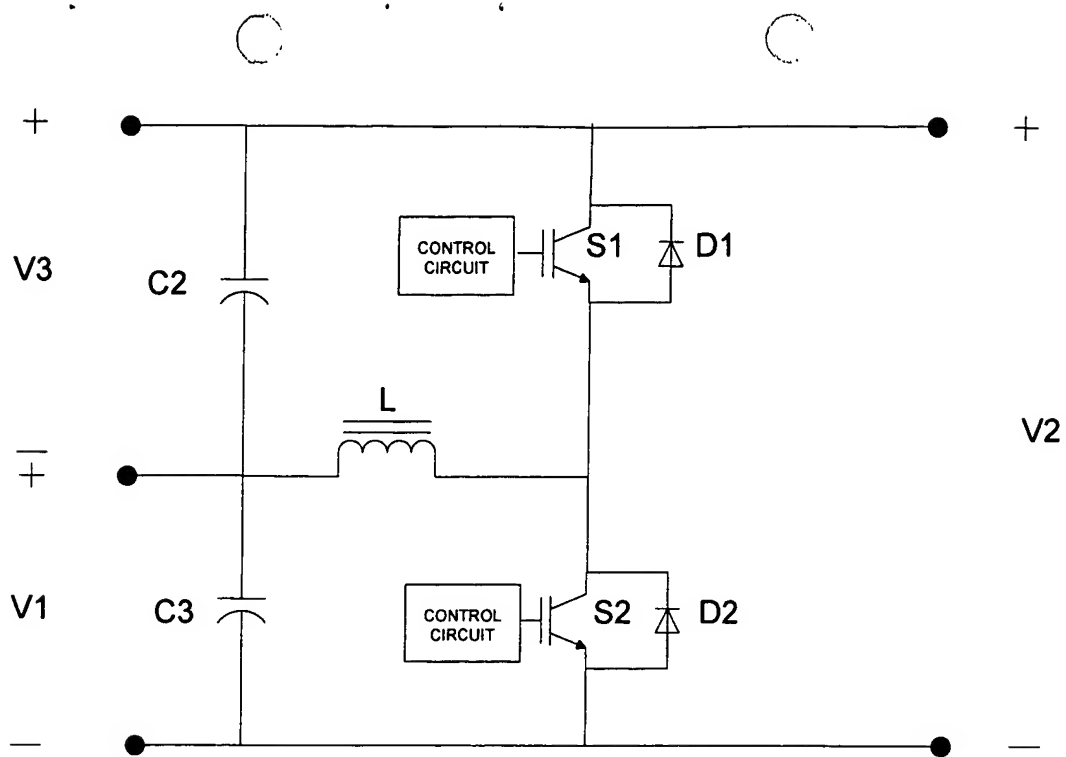 + +
CONTROL
CIRCUIT
S1 D1
V3
C2
L
V2
—
+
CONTROL
CIRCUIT
S2 D2
V1
C3
— —